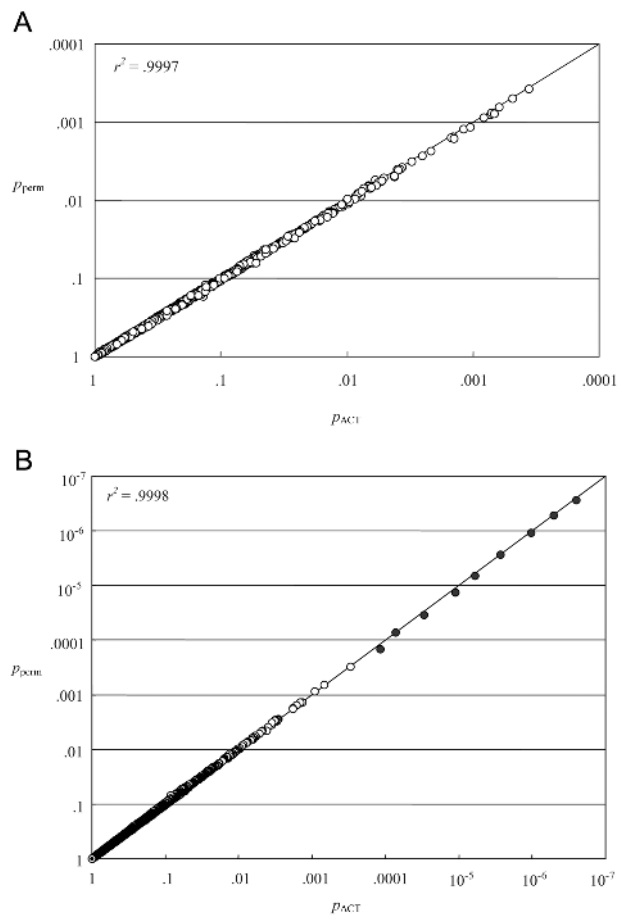 A
.0001
r² = .9997
.001
p_perm
.01
.1
1
1 .1 .01 .001 .0001
p_ACT
B
10⁻⁷
r² = .9998
10⁻⁶
10⁻⁵
.0001
p_perm
.001
.01
.1
1
1 .1 .01 .001 .0001 10⁻⁵ 10⁻⁶ 10⁻⁷
p_ACT